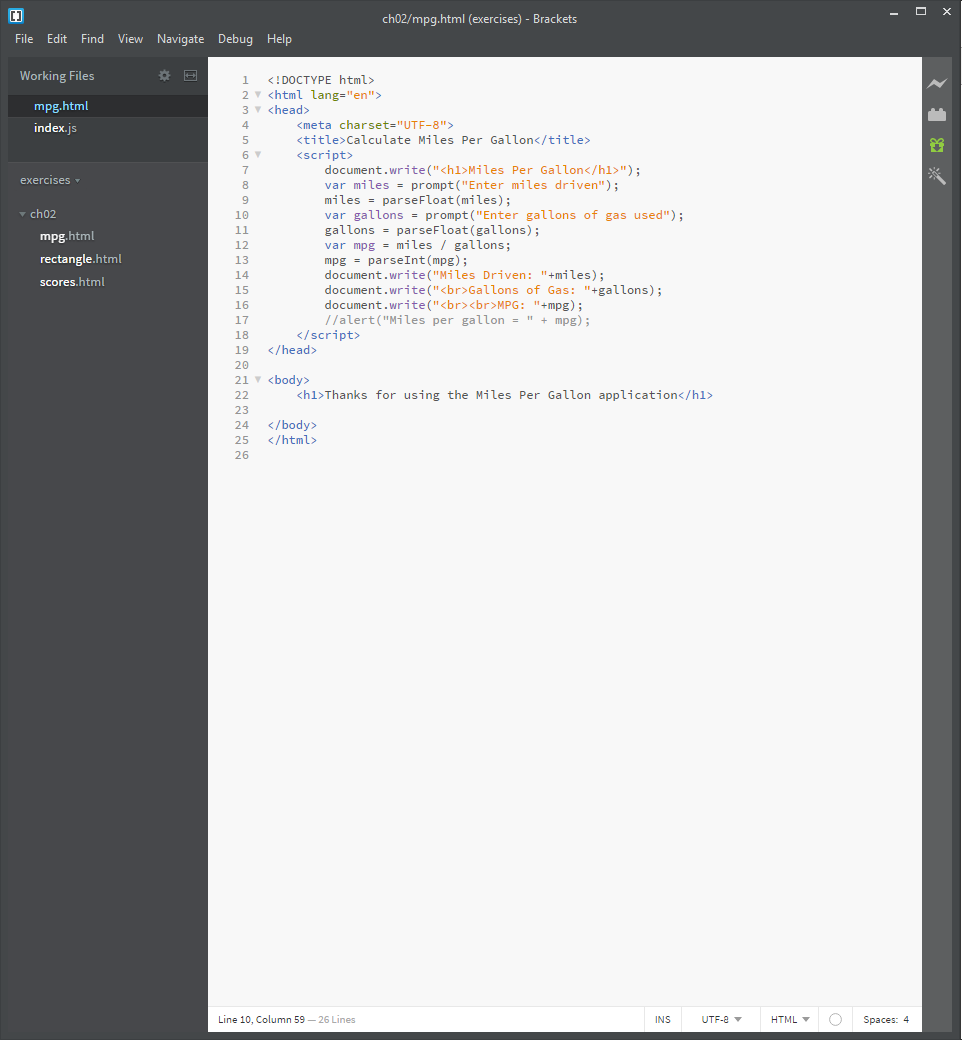 ch02/mpg.html (exercises) - Brackets
File Edit Find View Navigate Debug Help
Working Files
mpg.html
index.js
exercises
ch02
mpg.html
rectangle.html
scores.html
1 <!DOCTYPE html>
2 <html lang="en">
3 <head>
4     <meta charset="UTF-8">
5     <title>Calculate Miles Per Gallon</title>
6     <script>
7         document.write("<h1>Miles Per Gallon</h1>");
8         var miles = prompt("Enter miles driven");
9         miles = parseFloat(miles);
10         var gallons = prompt("Enter gallons of gas used");
11         gallons = parseFloat(gallons);
12         var mpg = miles / gallons;
13         mpg = parseInt(mpg);
14         document.write("Miles Driven: "+miles);
15         document.write("<br>Gallons of Gas: "+gallons);
16         document.write("<br><br>MPG: "+mpg);
17         //alert("Miles per gallon = " + mpg);
18     </script>
19 </head>
20
21 <body>
22     <h1>Thanks for using the Miles Per Gallon application</h1>
23
24 </body>
25 </html>
26
Line 10, Column 59 — 26 Lines INS UTF-8 HTML Spaces: 4